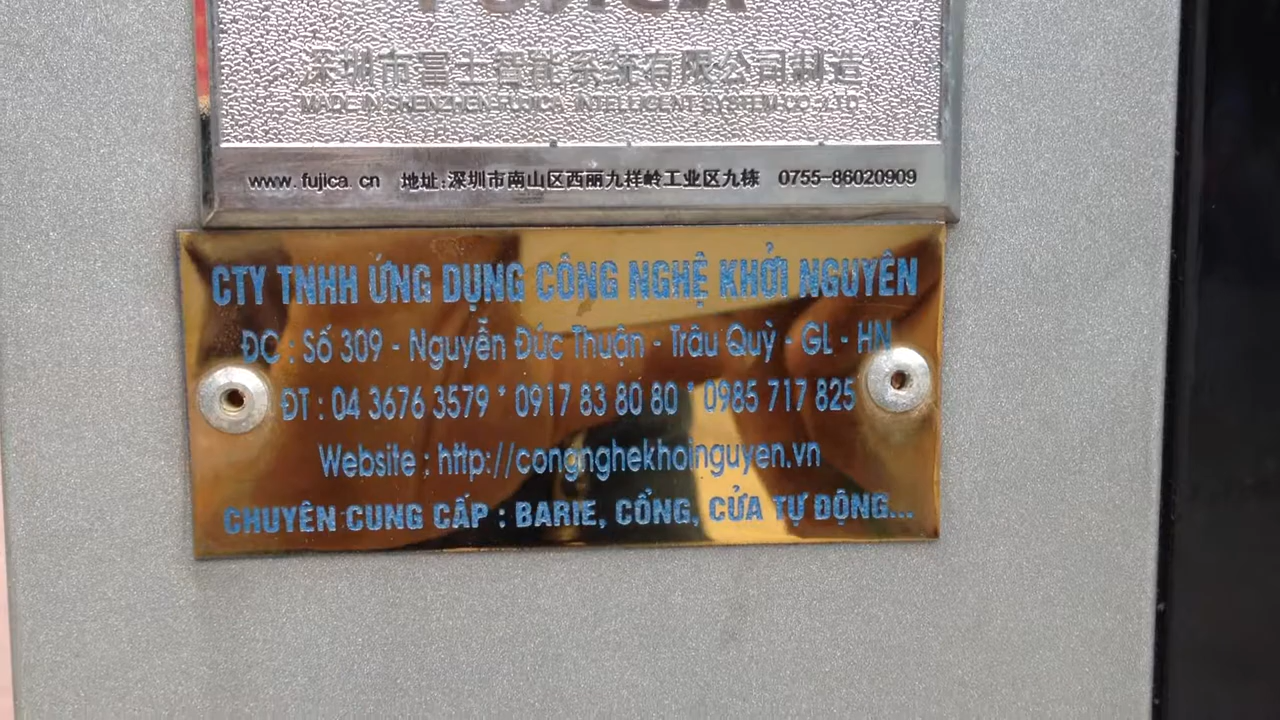 FUJICA
深圳市富士智能系统有限公司制造
MADE IN SHENZHEN FUJICA INTELLIGENT SYSTEM CO.,LTD
www.fujica.cn 地址:深圳市南山区西丽九祥岭工业区九栋 0755-86020909
CTY TNHH ỨNG DỤNG CÔNG NGHỆ KHỞI NGUYÊN
ĐC : Số 309 - Nguyễn Đức Thuận - Trâu Quỳ - GL - HN
ĐT : 04 3676 3579 * 0917 83 80 80 * 0985 717 825
Website : http://congnghekhoinguyen.vn
CHUYÊN CUNG CẤP : BARIE, CỔNG, CỬA TỰ ĐỘNG...